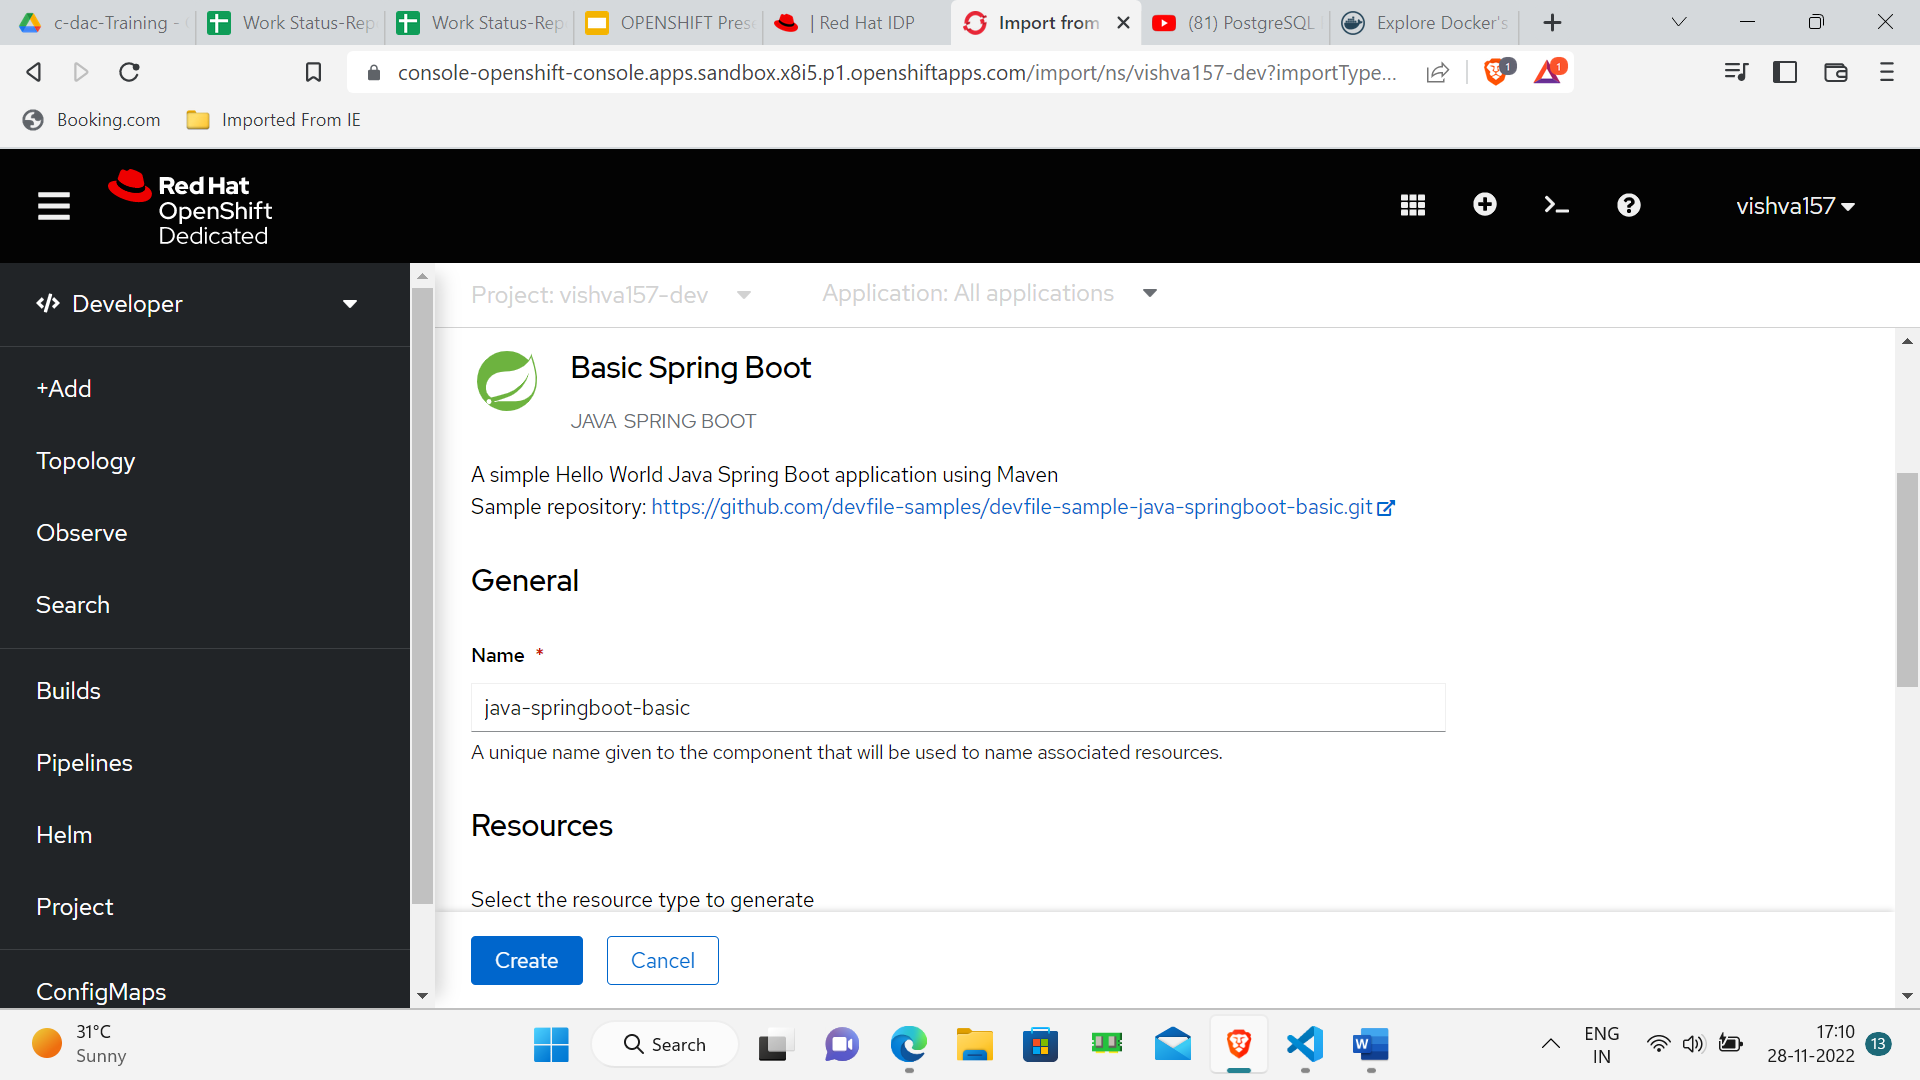 c-dac-Training -
Work Status-Rep
Work Status-Rep
OPENSHIFT Prese
| Red Hat IDP
Import from
(81) PostgreSQL
Explore Docker's
console-openshift-console.apps.sandbox.x8i5.p1.openshiftapps.com/import/ns/vishva157-dev?importType...
1
1
Booking.com
Imported From IE
Red Hat
OpenShift
Dedicated
vishva157
Developer
+Add
Topology
Observe
Search
Builds
Pipelines
Helm
Project
ConfigMaps
Project: vishva157-dev
Application: All applications
Basic Spring Boot
JAVA SPRING BOOT
A simple Hello World Java Spring Boot application using Maven
Sample repository: https://github.com/devfile-samples/devfile-sample-java-springboot-basic.git
General
Name *
java-springboot-basic
A unique name given to the component that will be used to name associated resources.
Resources
Select the resource type to generate
Create
Cancel
31°C
Sunny
Search
W
ENG
IN
17:10
28-11-2022
13